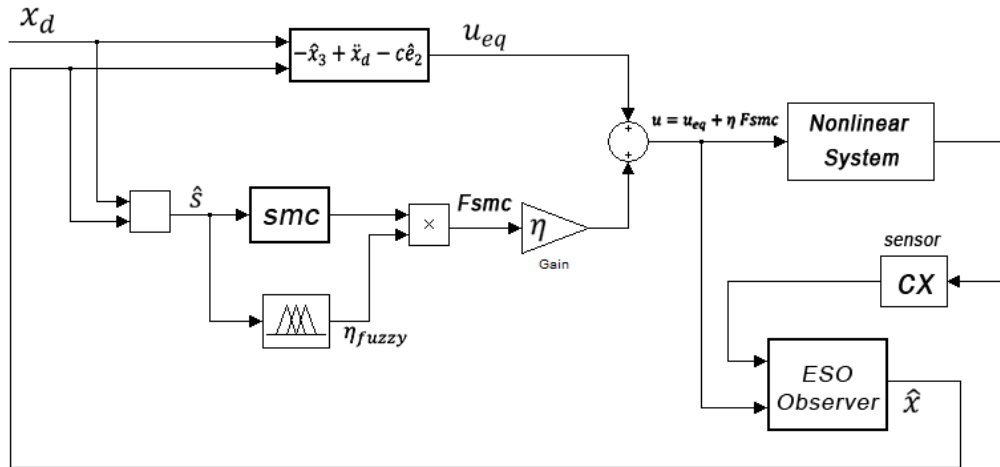 x_d
-x̂₃ + ẍ_d − cê₂
u_eq
u = u_eq + η Fsmc
Nonlinear
System
ŝ
smc
Fsmc
×
η
Gain
η_fuzzy
+
+
sensor
CX
ESO
Observer
x̂